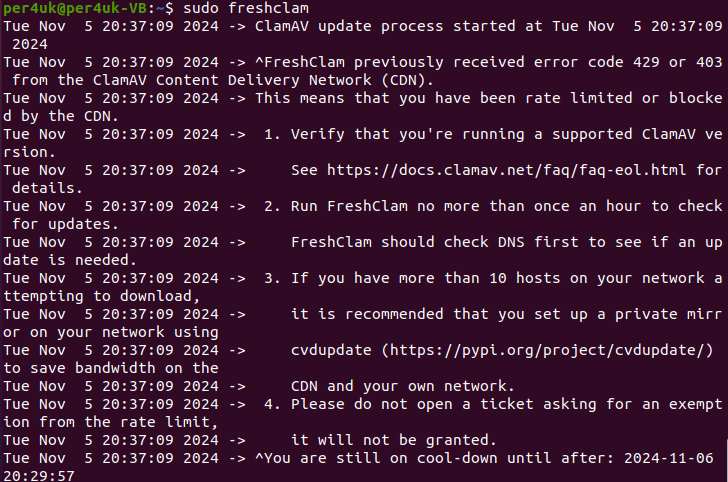 per4uk@per4uk-VB:~$ sudo freshclam
Tue Nov  5 20:37:09 2024 -> ClamAV update process started at Tue Nov  5 20:37:09
 2024
Tue Nov  5 20:37:09 2024 -> ^FreshClam previously received error code 429 or 403
 from the ClamAV Content Delivery Network (CDN).
Tue Nov  5 20:37:09 2024 -> This means that you have been rate limited or blocke
d by the CDN.
Tue Nov  5 20:37:09 2024 ->  1. Verify that you're running a supported ClamAV ve
rsion.
Tue Nov  5 20:37:09 2024 ->     See https://docs.clamav.net/faq/faq-eol.html for
 details.
Tue Nov  5 20:37:09 2024 ->  2. Run FreshClam no more than once an hour to check
 for updates.
Tue Nov  5 20:37:09 2024 ->     FreshClam should check DNS first to see if an up
date is needed.
Tue Nov  5 20:37:09 2024 ->  3. If you have more than 10 hosts on your network a
ttempting to download,
Tue Nov  5 20:37:09 2024 ->     it is recommended that you set up a private mirr
or on your network using
Tue Nov  5 20:37:09 2024 ->     cvdupdate (https://pypi.org/project/cvdupdate/)
to save bandwidth on the
Tue Nov  5 20:37:09 2024 ->     CDN and your own network.
Tue Nov  5 20:37:09 2024 ->  4. Please do not open a ticket asking for an exempt
ion from the rate limit,
Tue Nov  5 20:37:09 2024 ->     it will not be granted.
Tue Nov  5 20:37:09 2024 -> ^You are still on cool-down until after: 2024-11-06
20:29:57